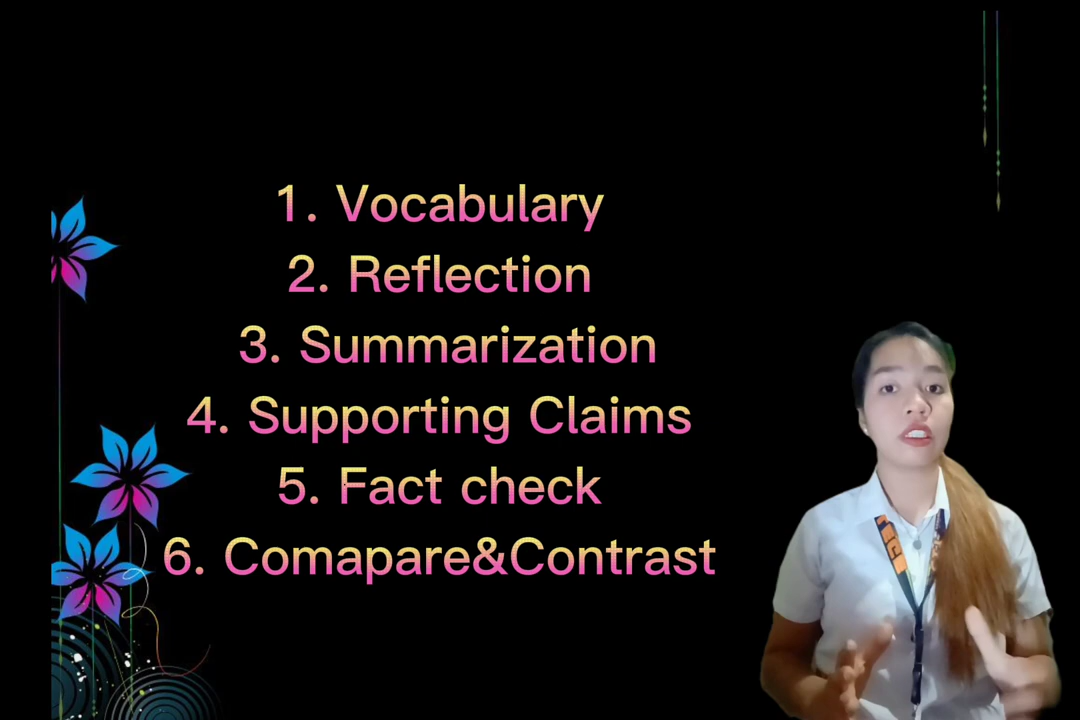 1. Vocabulary
2. Reflection
3. Summarization
4. Supporting Claims
5. Fact check
6. Comapare&Contrast